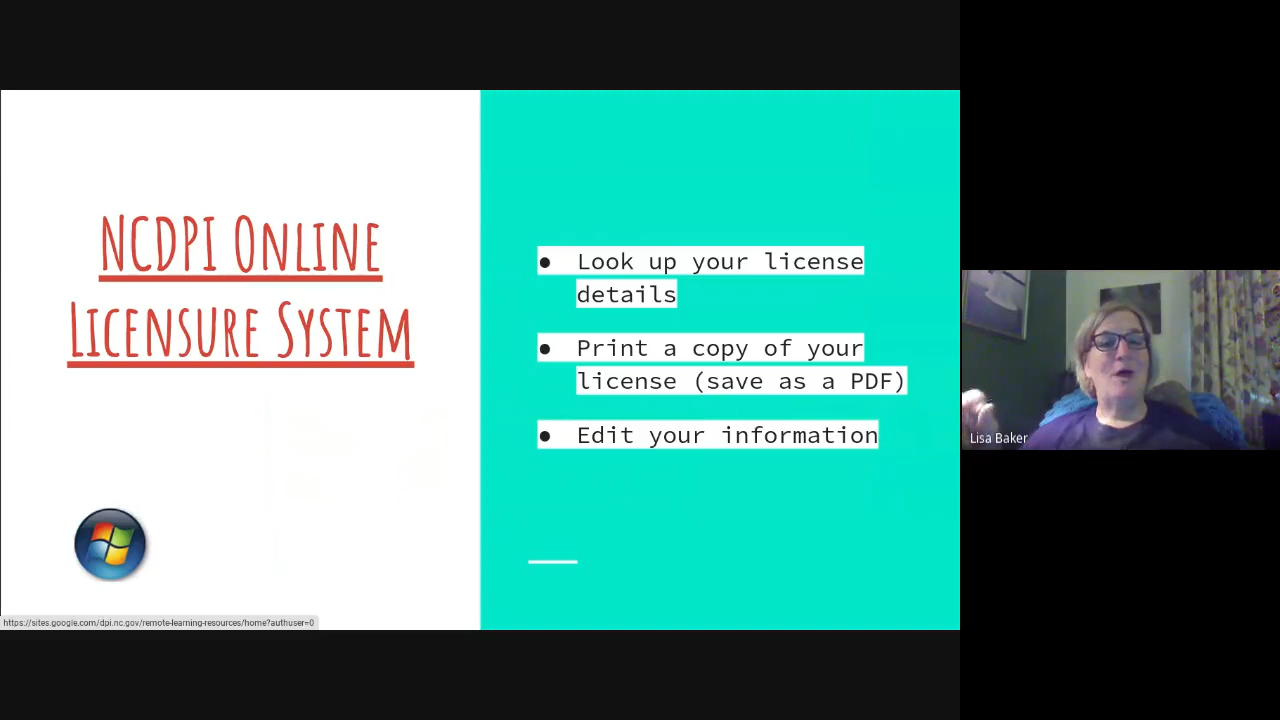 NCDPI Online
Licensure System
● Look up your license
details
● Print a copy of your
license (save as a PDF)
● Edit your information
https://sites.google.com/dpi.nc.gov/remote-learning-resources/home?authuser=0
Lisa Baker